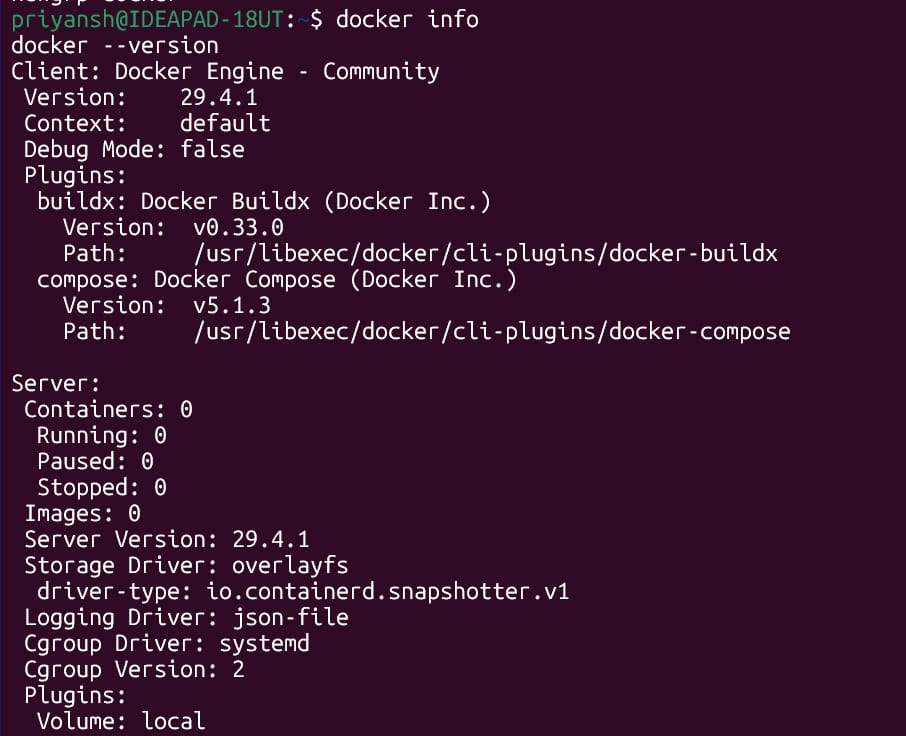 priyansh@IDEAPAD-18UT:~$ docker info
docker --version
Client: Docker Engine - Community
 Version:    29.4.1
 Context:    default
 Debug Mode: false
 Plugins:
  buildx: Docker Buildx (Docker Inc.)
    Version:  v0.33.0
    Path:     /usr/libexec/docker/cli-plugins/docker-buildx
  compose: Docker Compose (Docker Inc.)
    Version:  v5.1.3
    Path:     /usr/libexec/docker/cli-plugins/docker-compose

Server:
 Containers: 0
  Running: 0
  Paused: 0
  Stopped: 0
 Images: 0
 Server Version: 29.4.1
 Storage Driver: overlayfs
  driver-type: io.containerd.snapshotter.v1
 Logging Driver: json-file
 Cgroup Driver: systemd
 Cgroup Version: 2
 Plugins:
  Volume: local